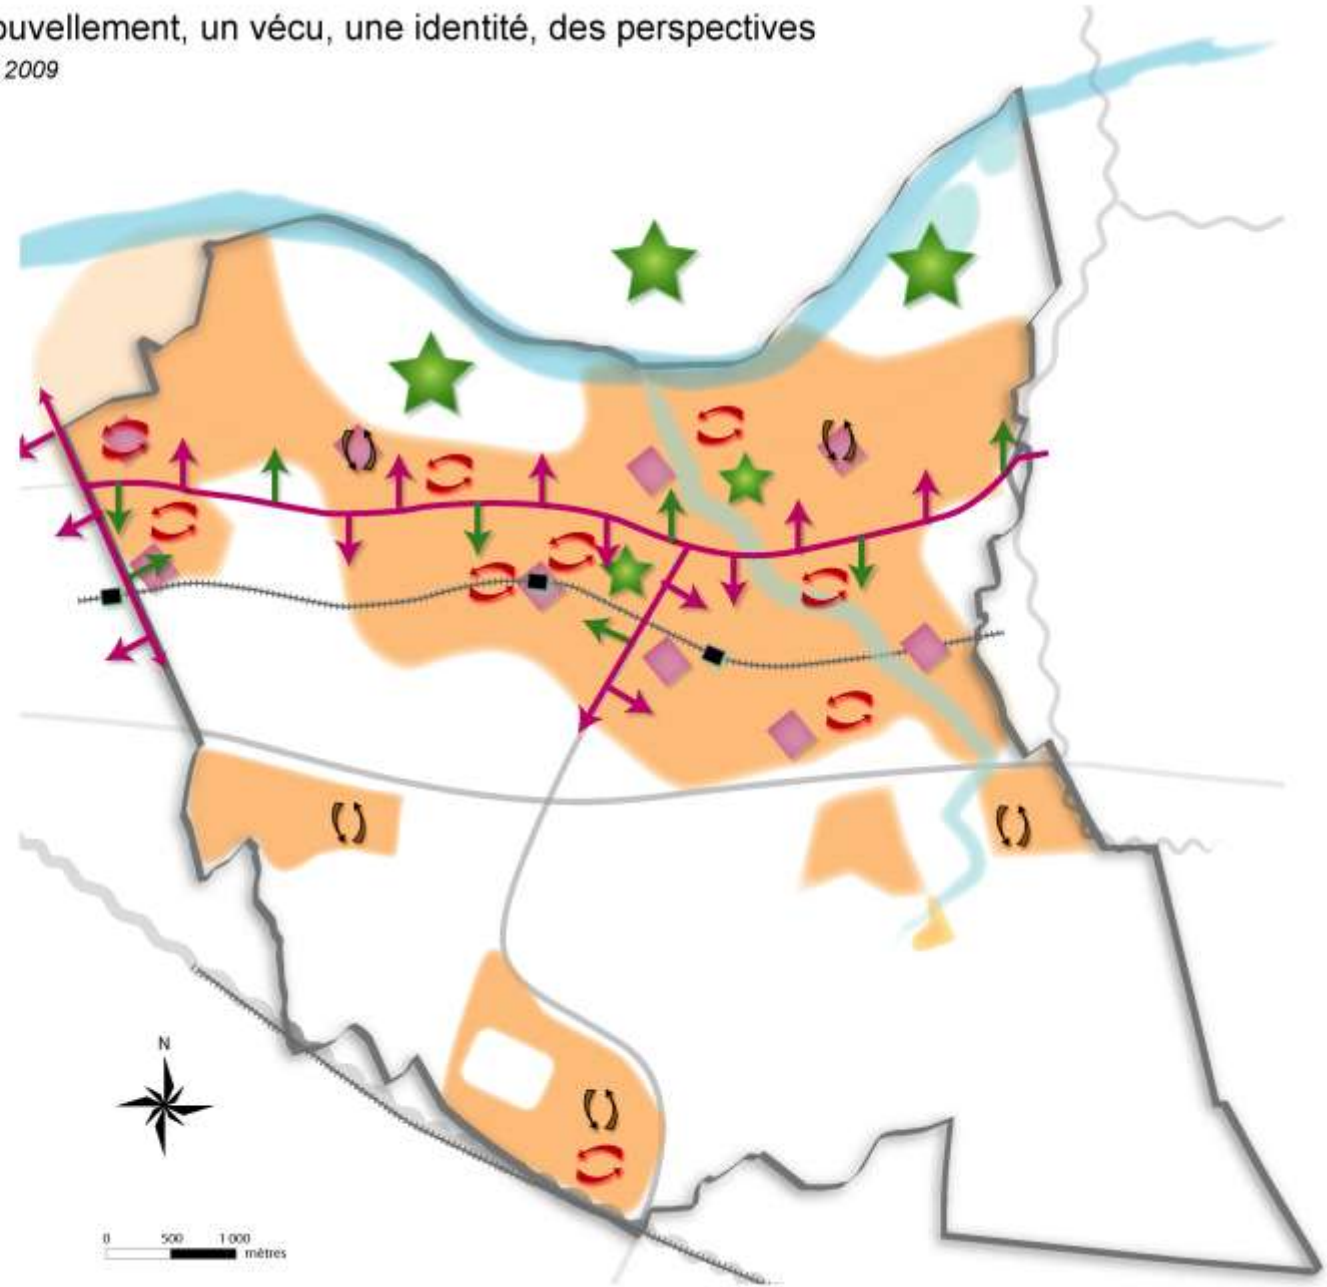 ouvellement, un vécu, une identité, des perspectives
2009
N
0 500 1 000
mètres